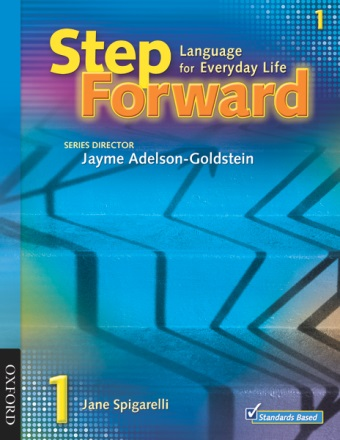 1
Step
Language
for Everyday Life
Forward
SERIES DIRECTOR
Jayme Adelson-Goldstein
OXFORD
1
Jane Spigarelli
Standards Based